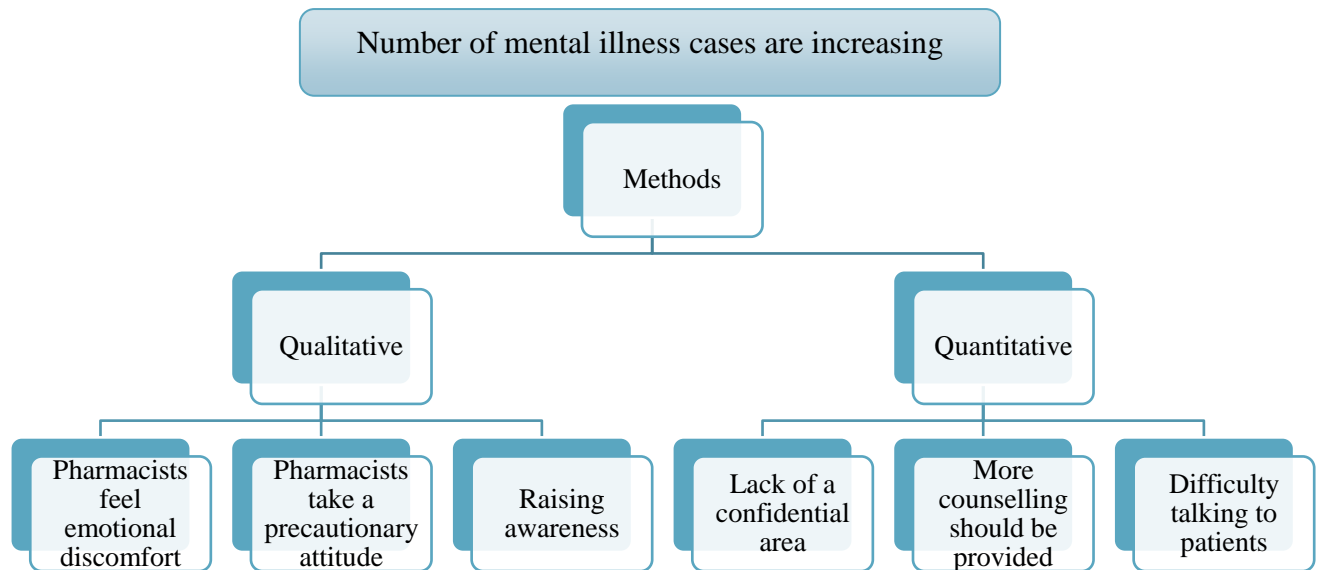 Number of mental illness cases are increasing
Methods
Qualitative
Quantitative
Pharmacists
feel
emotional
discomfort
Pharmacists
take a
precautionary
attitude
Raising
awareness
Lack of a
confidential
area
More
counselling
should be
provided
Difficulty
talking to
patients